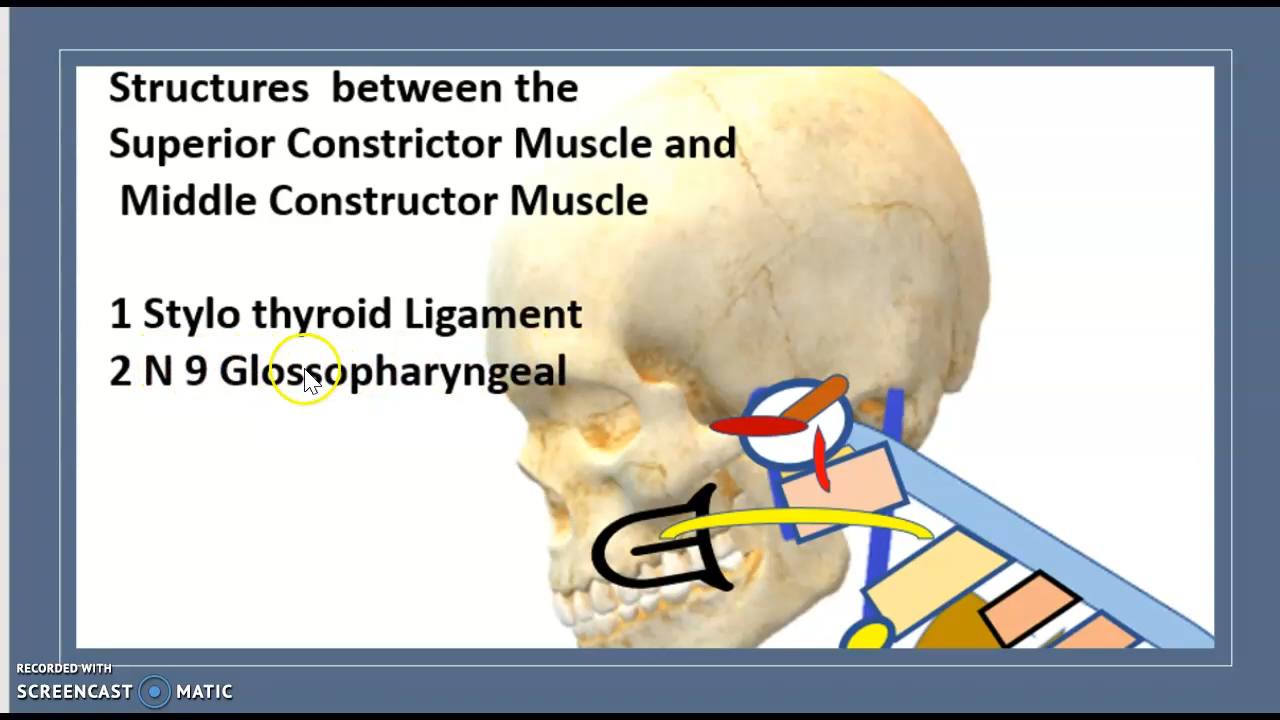 Structures between the
Superior Constrictor Muscle and
Middle Constructor Muscle
1 Stylo thyroid Ligament
2 N 9 Glossopharyngeal
RECORDED WITH
SCREENCAST MATIC